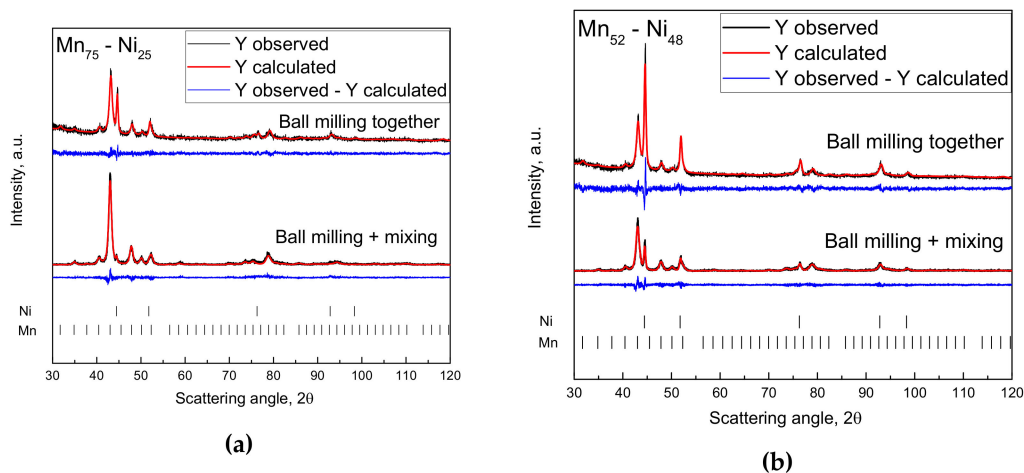 Mn₇₅ - Ni₂₅
Y observed
Y calculated
Y observed - Y calculated
Ball milling together
Ball milling + mixing
Intensity, a.u.
Ni
Mn
30 40 50 60 70 80 90 100 110 120
Scattering angle, 2θ
(a)
Mn₅₂ - Ni₄₈
Y observed
Y calculated
Y observed - Y calculated
Ball milling together
Ball milling + mixing
Intensity, a.u.
Ni
Mn
30 40 50 60 70 80 90 100 110 120
Scattering angle, 2θ
(b)